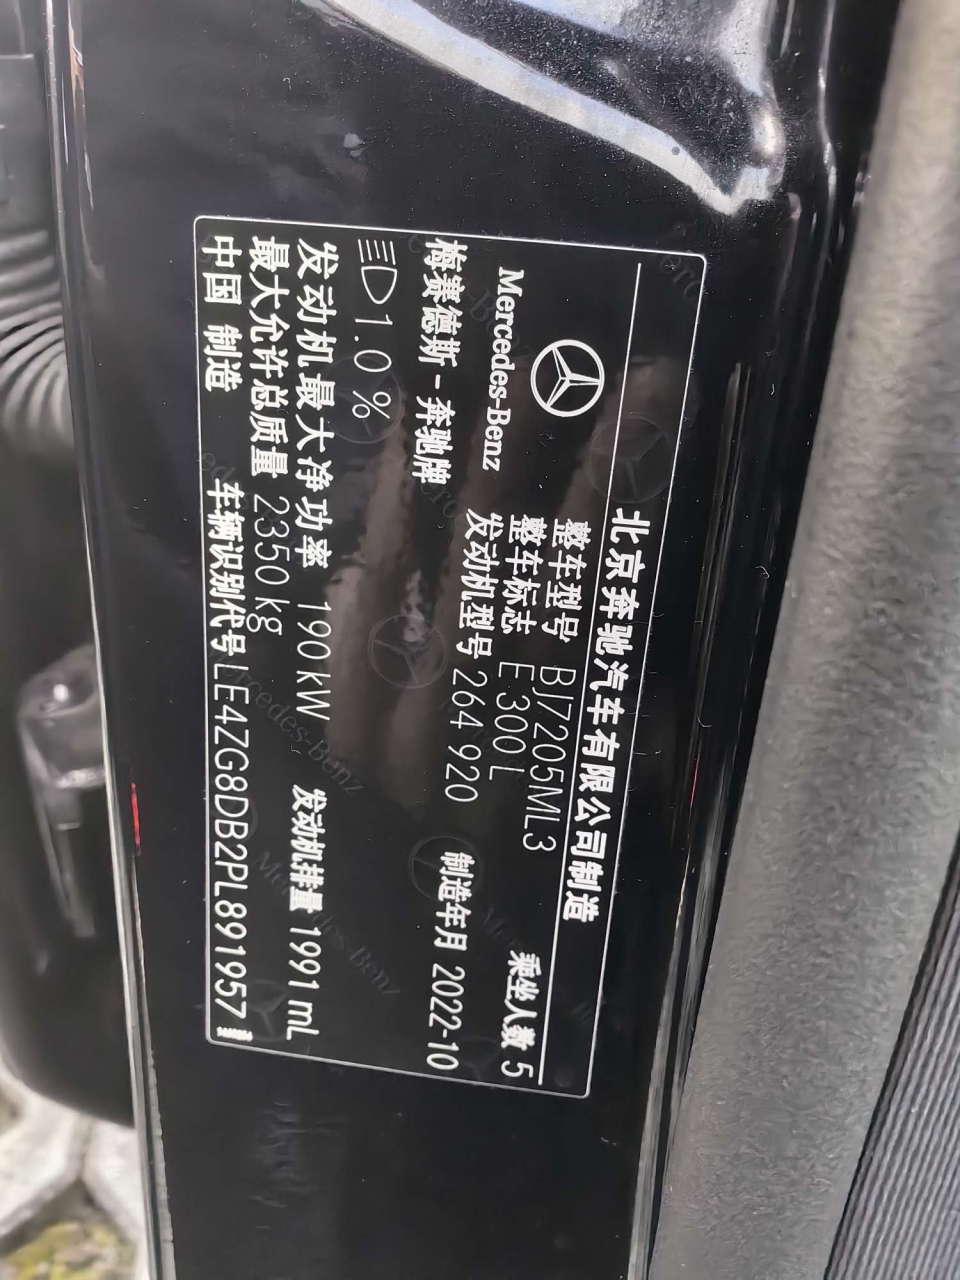 北京奔驰汽车有限公司制造
Mercedes-Benz
整车型号 BJ7205ML3
乘坐人数 5
整车标志 E 300 L
梅赛德斯-奔驰牌
发动机型号 264 920
制造年月 2022-10
1.0 %
发动机最大净功率 190 kW
发动机排量 1991 mL
最大允许总质量 2350 kg
中国 制造
车辆识别代号 LE4ZG8DB2PL891957